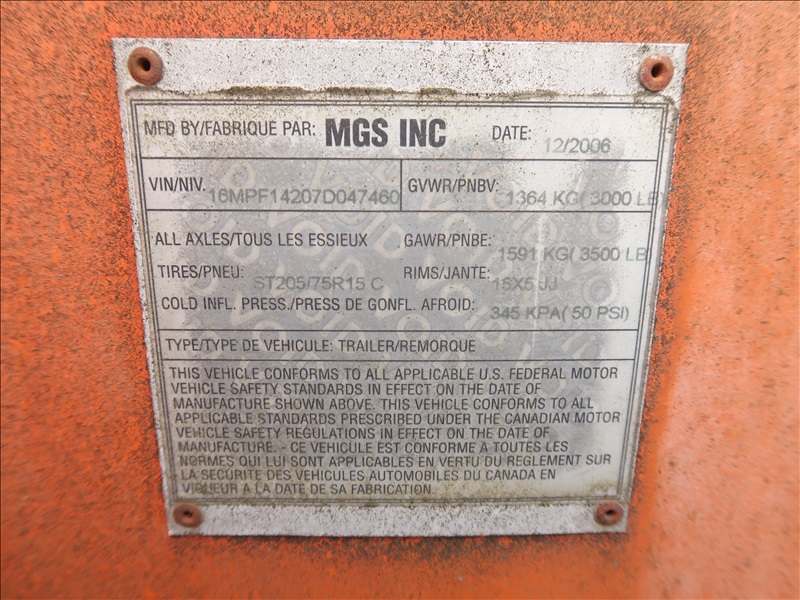 MFD BY/FABRIQUE PAR: MGS INC DATE: 12/2006
VIN/NIV. 16MPF14207D047460 GVWR/PNBV: 1364 KG( 3000 LB)
ALL AXLES/TOUS LES ESSIEUX GAWR/PNBE: 1591 KG( 3500 LB
TIRES/PNEU: ST205/75R15 C RIMS/JANTE: 15X5 JJ
COLD INFL. PRESS./PRESS DE GONFL. AFROID: 345 KPA( 50 PSI)
TYPE/TYPE DE VEHICULE: TRAILER/REMORQUE
THIS VEHICLE CONFORMS TO ALL APPLICABLE U.S. FEDERAL MOTOR
VEHICLE SAFETY STANDARDS IN EFFECT ON THE DATE OF
MANUFACTURE SHOWN ABOVE. THIS VEHICLE CONFORMS TO ALL
APPLICABLE STANDARDS PRESCRIBED UNDER THE CANADIAN MOTOR
VEHICLE SAFETY REGULATIONS IN EFFECT ON THE DATE OF
MANUFACTURE. - CE VEHICULE EST CONFORME A TOUTES LES
NORMES QUI LUI SONT APPLICABLES EN VERTU DU REGLEMENT SUR
LA SECURITE DES VEHICULES AUTOMOBILES DU CANADA EN
VIGUEUR A LA DATE DE SA FABRICATION.